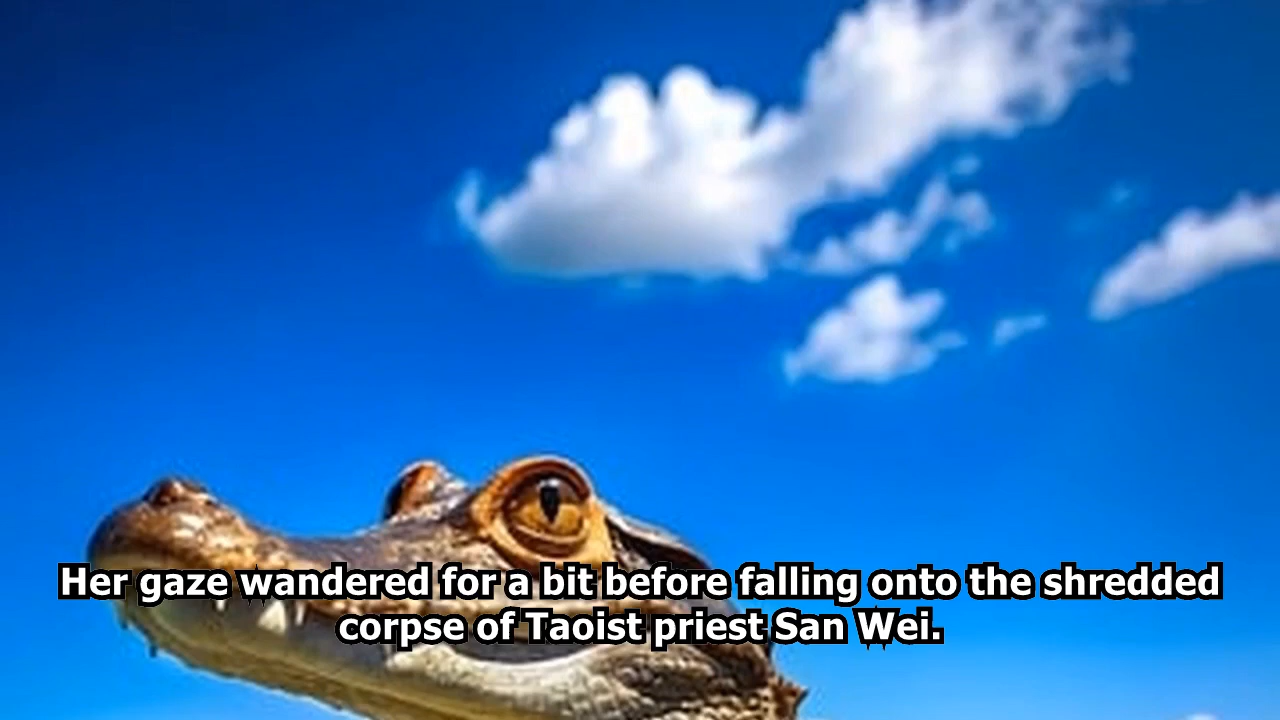 Her gaze wandered for a bit before falling onto the shredded
corpse of Taoist priest San Wei.